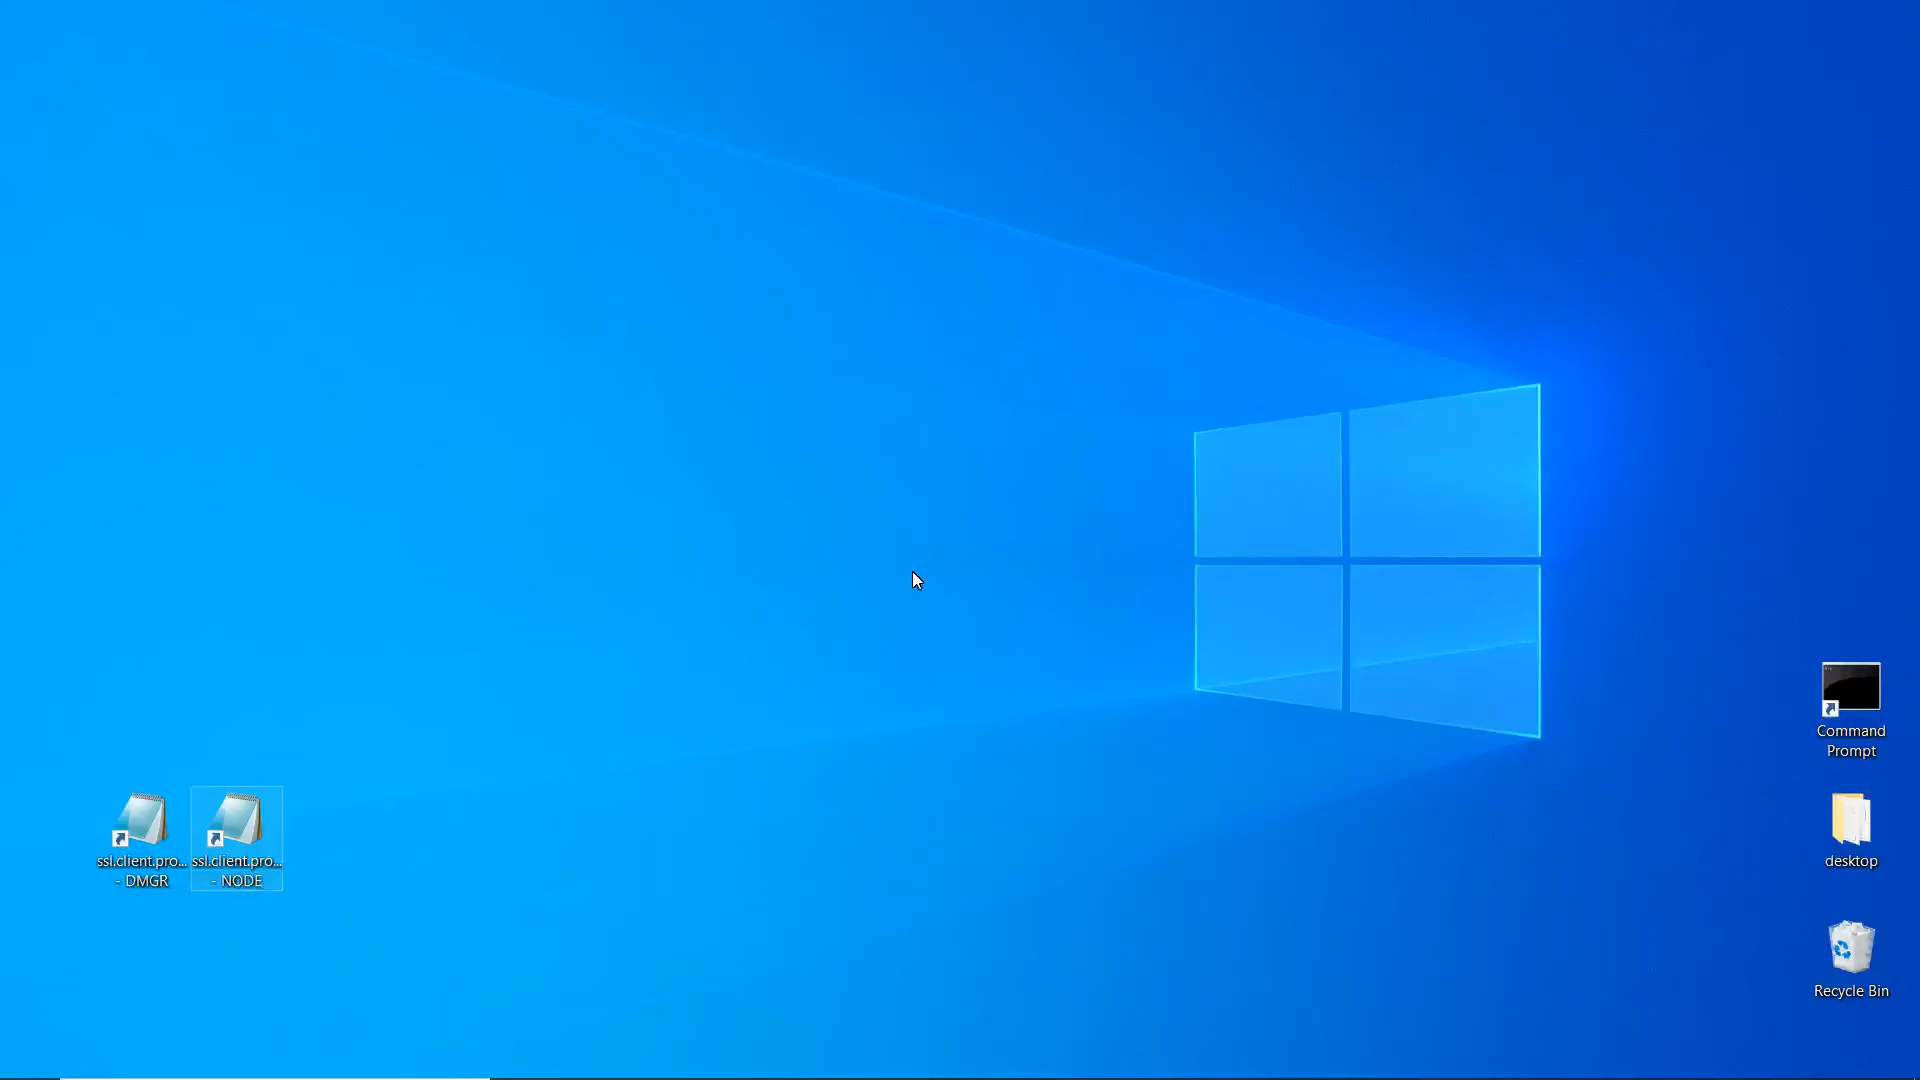 Command
Prompt
ssl.client.pro...
- DMGR
ssl.client.pro...
- NODE
desktop
Recycle Bin